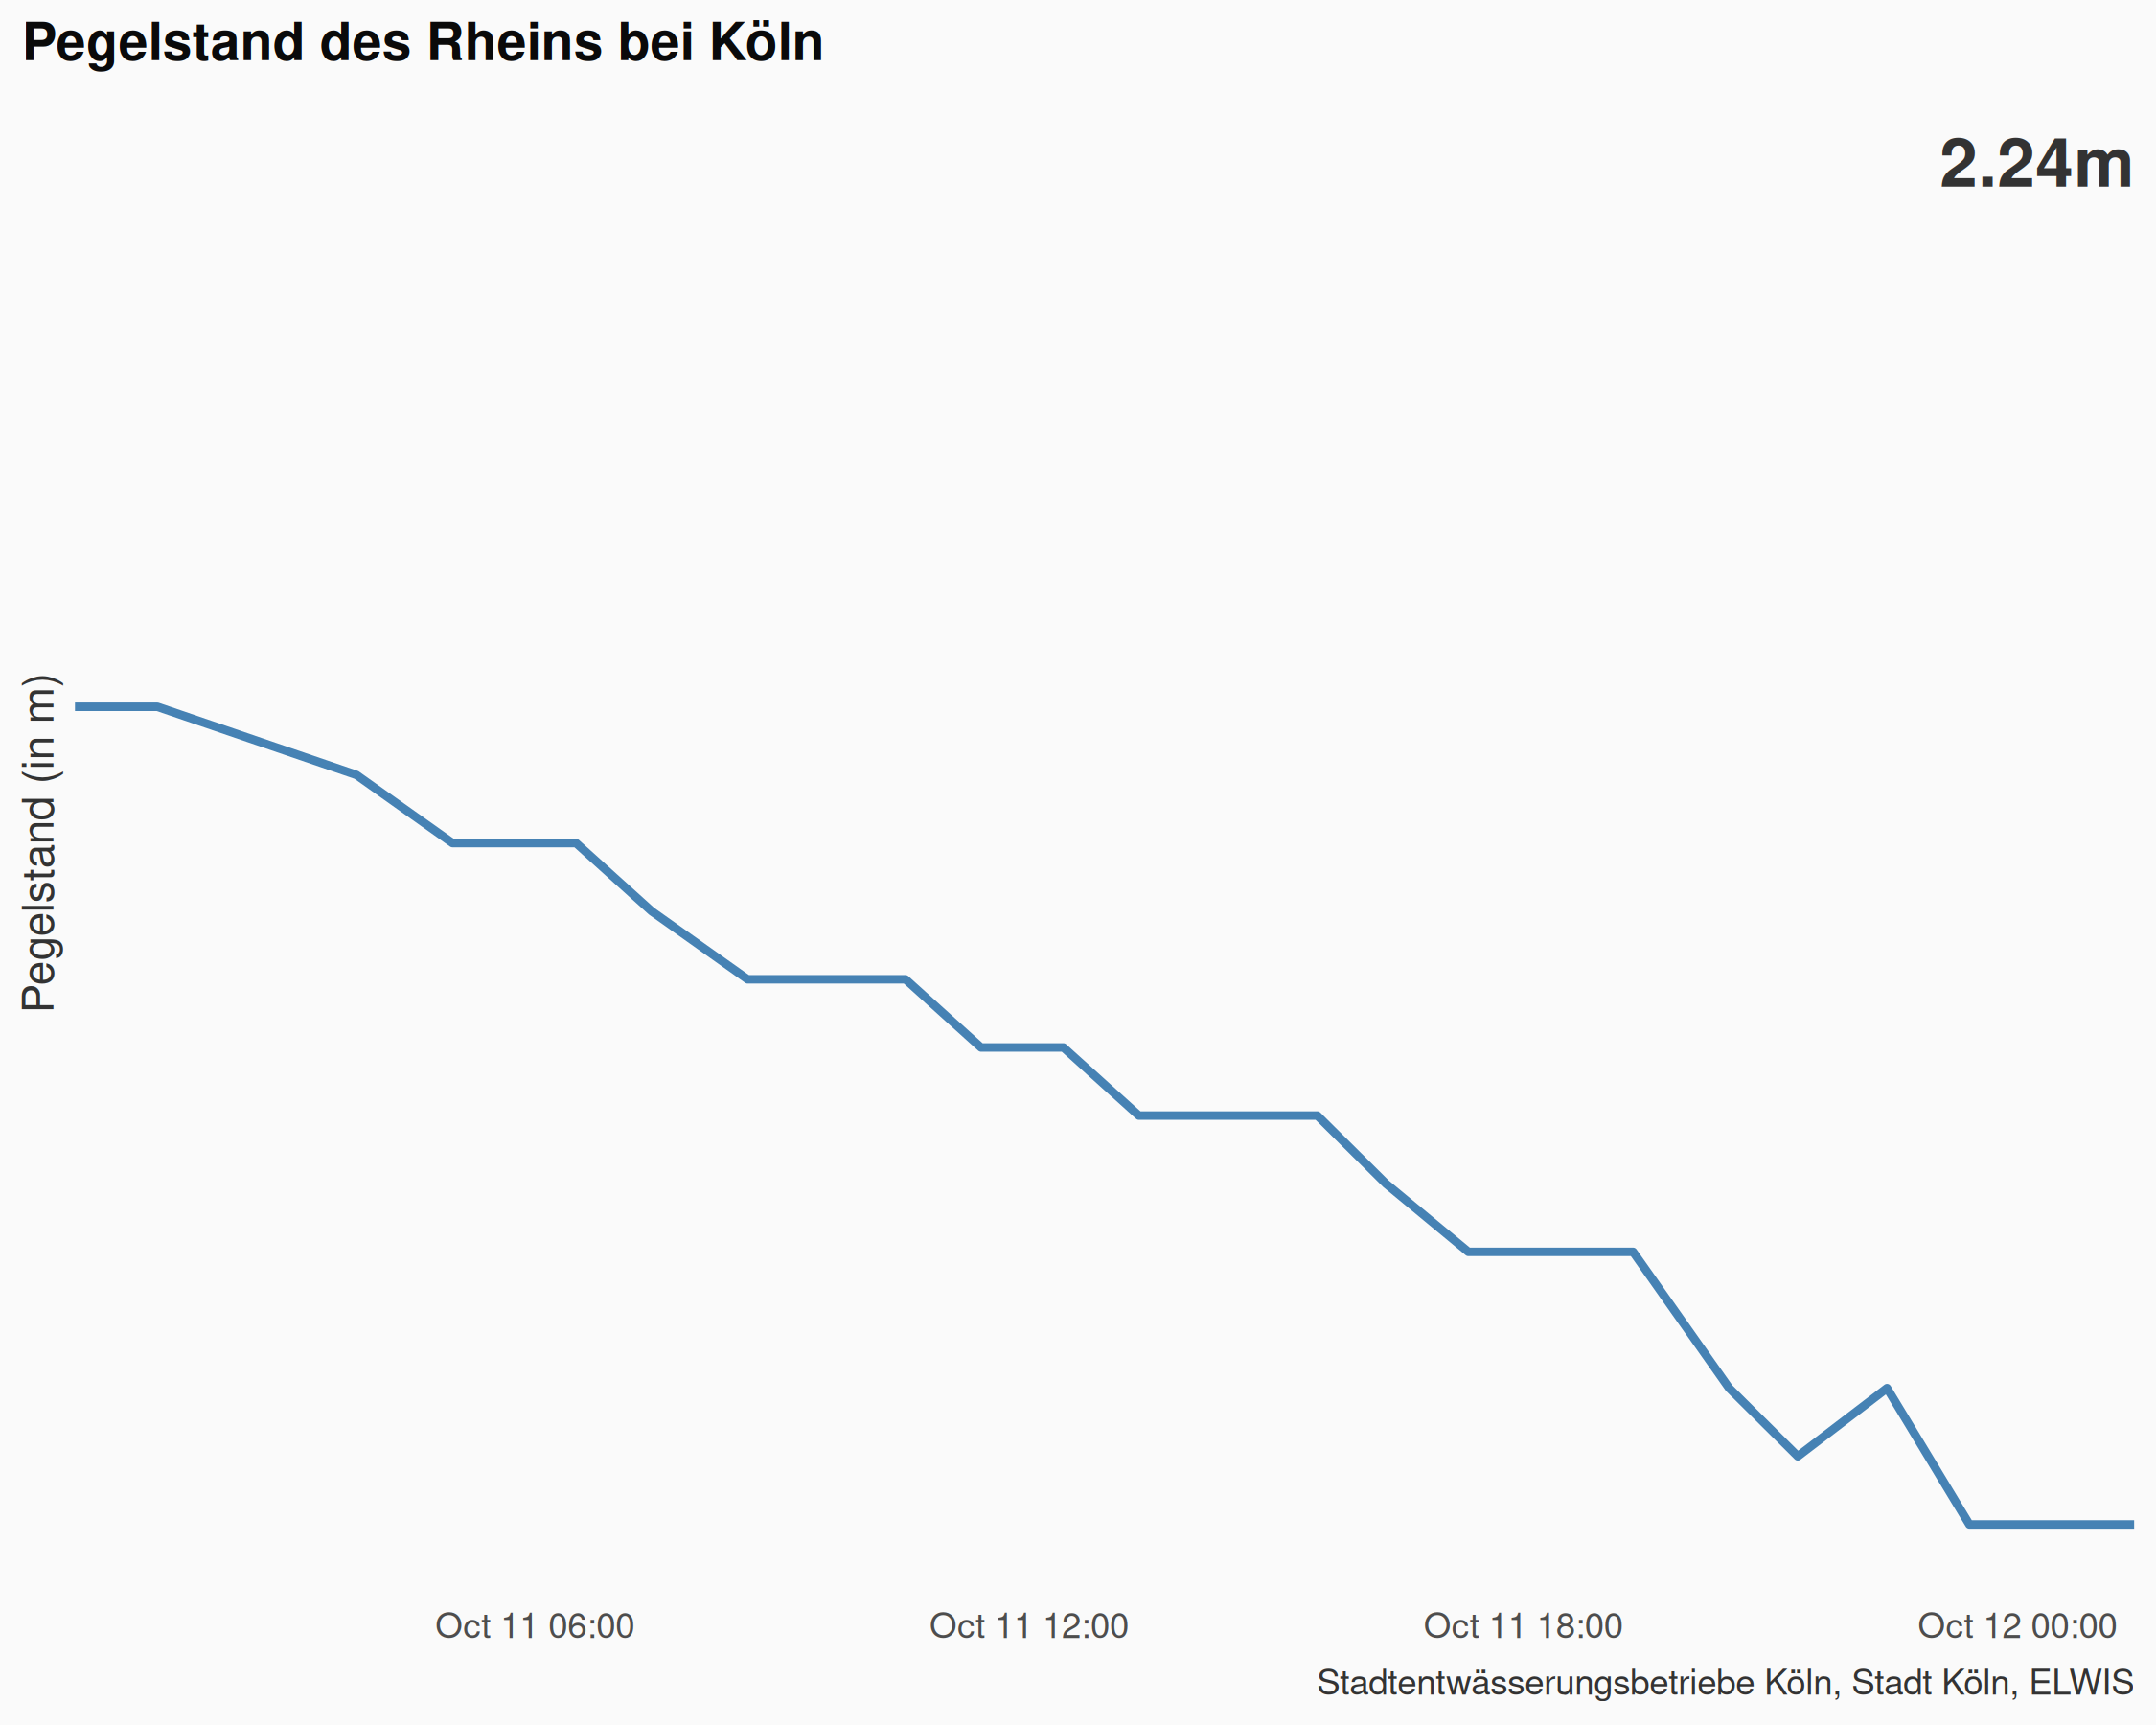 Pegelstand des Rheins bei Köln
2.24m
Pegelstand (in m)
Oct 11 06:00 Oct 11 12:00 Oct 11 18:00 Oct 12 00:00
Stadtentwässerungsbetriebe Köln, Stadt Köln, ELWIS